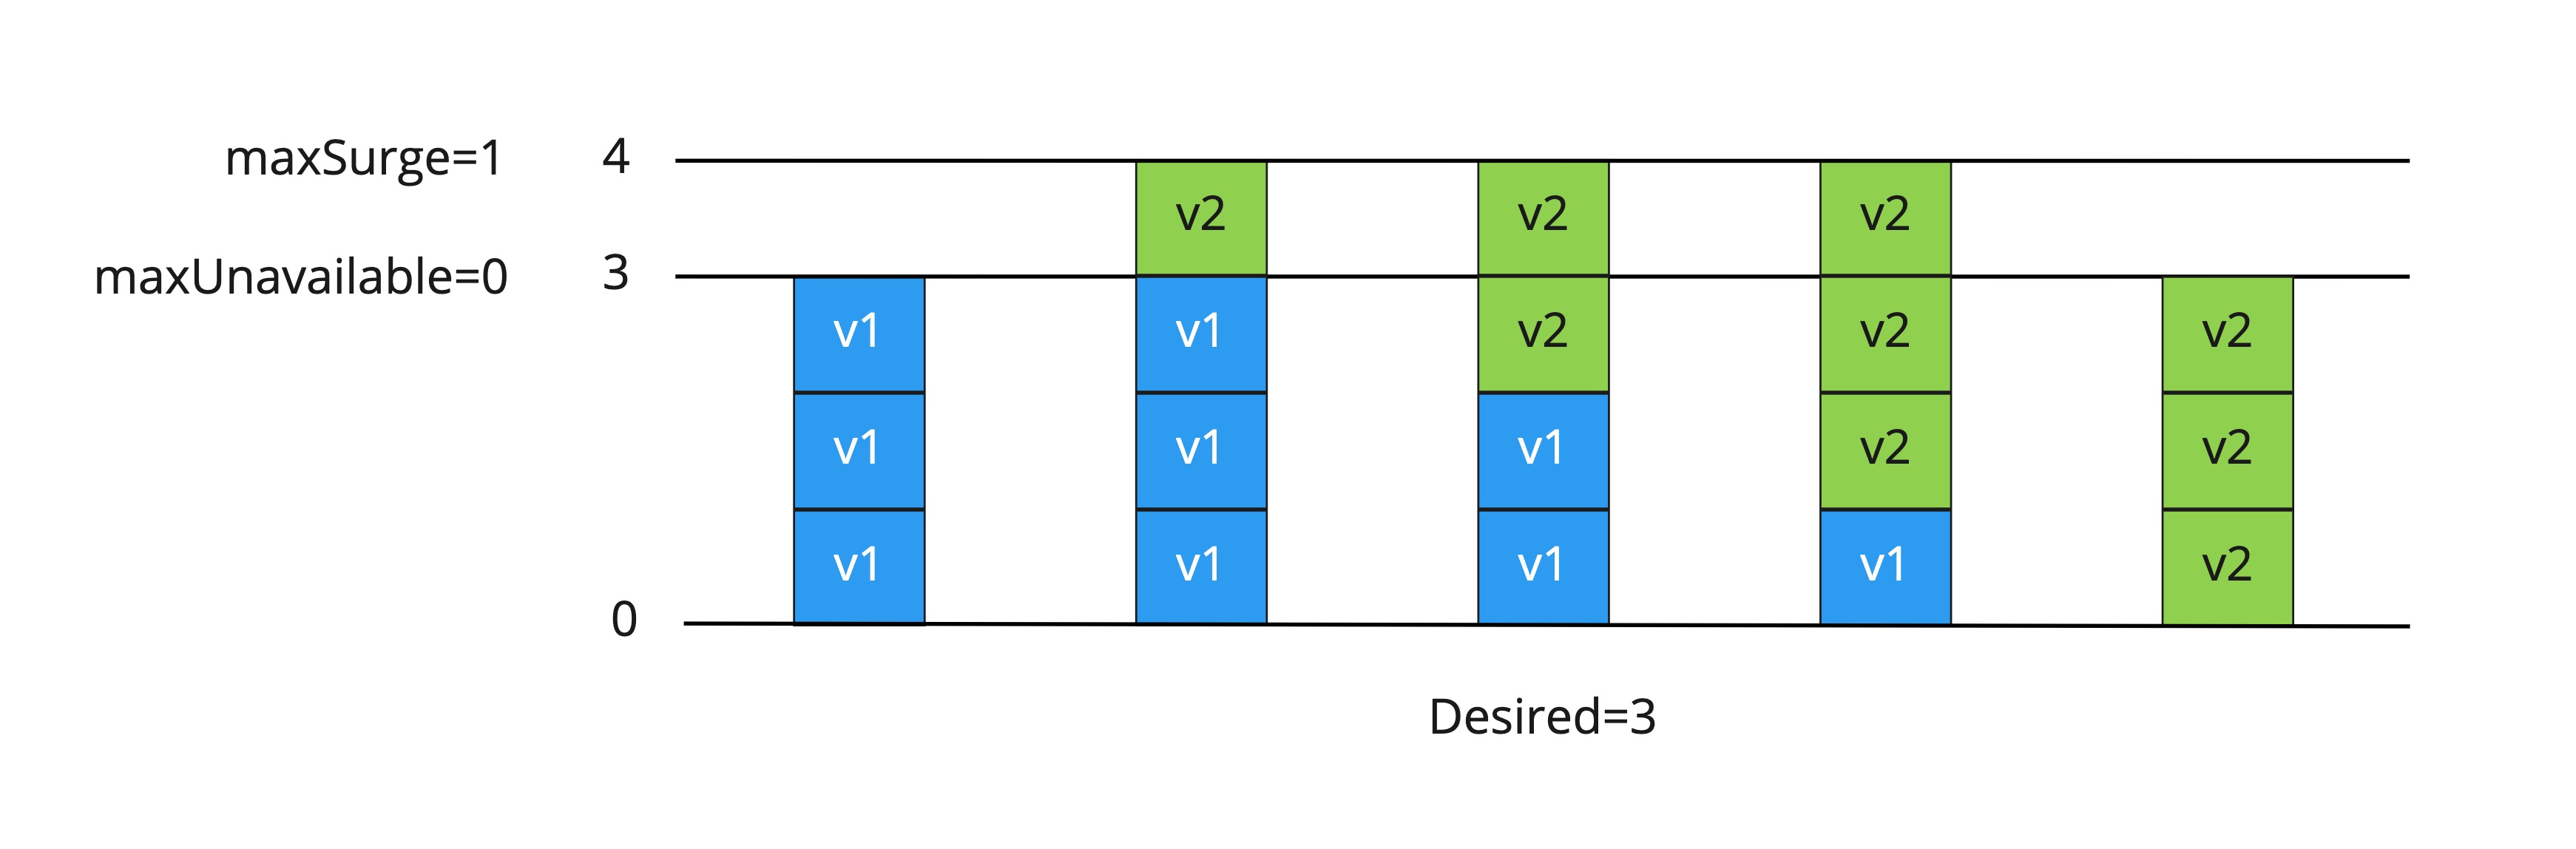 maxSurge=1 4
v2 v2 v2
maxUnavailable=0 3
v1 v1 v2 v2 v2
v1 v1 v1 v2 v2
v1 v1 v1 v1 v2
0
Desired=3